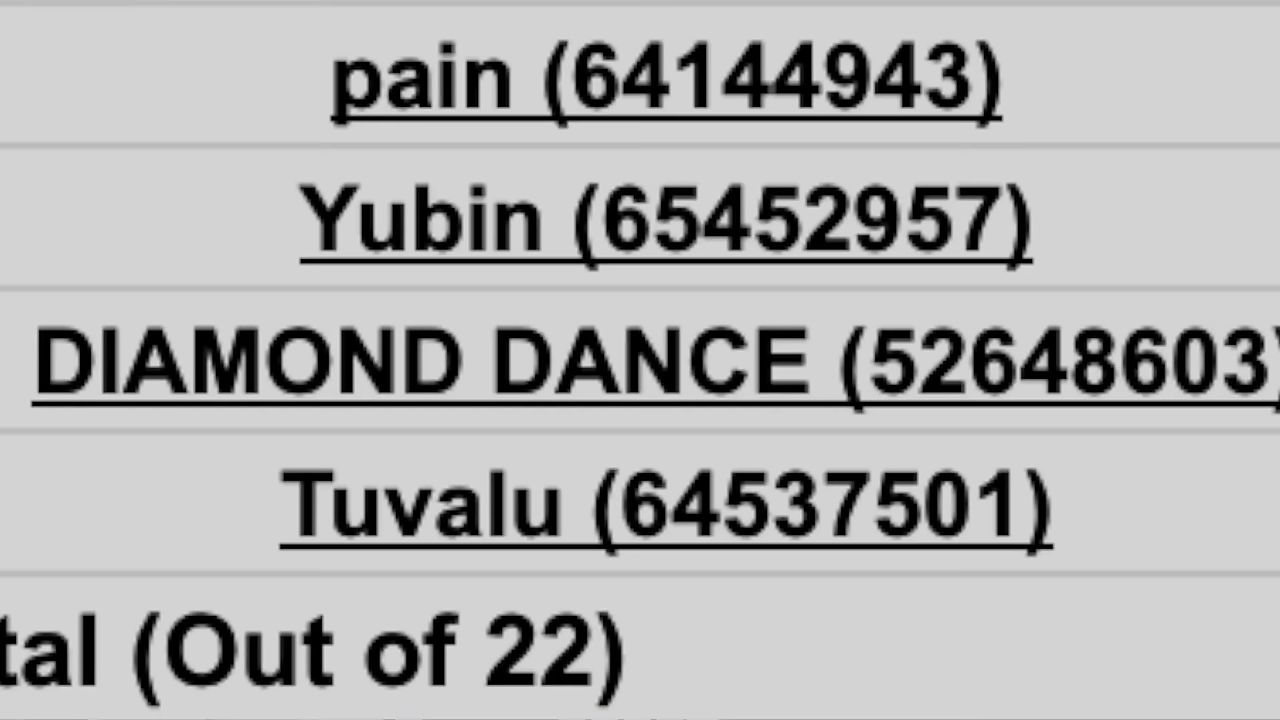 pain (64144943)
Yubin (65452957)
DIAMOND DANCE (52648603)
Tuvalu (64537501)
tal (Out of 22)